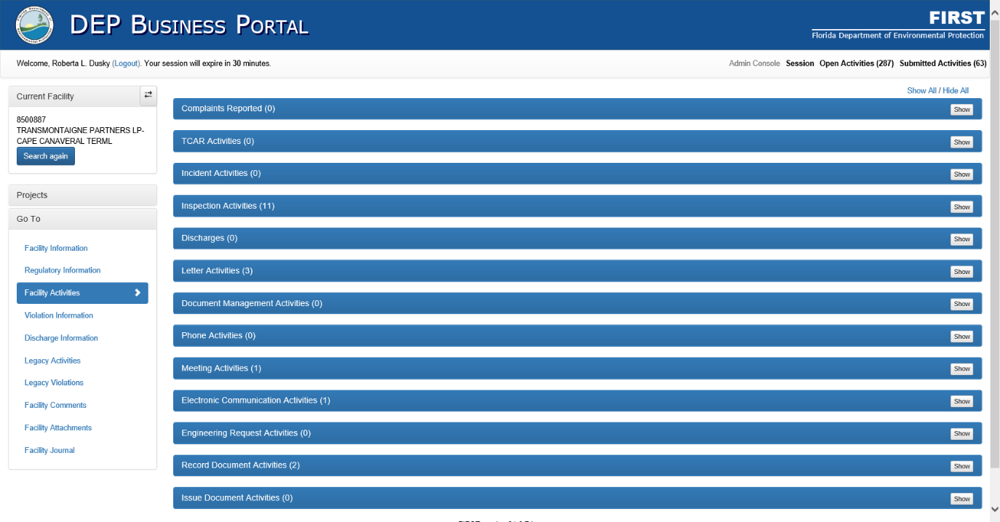 DEP Business Portal
FIRST
Florida Department of Environmental Protection
Welcome, Roberta L. Dusky (Logout). Your session will expire in 30 minutes.
Admin Console Session Open Activities (287) Submitted Activities (63)
Current Facility
8500887
TRANSMONTAIGNE PARTNERS LP-
CAPE CANAVERAL TERML
Search again
Projects
Go To
Facility Information
Regulatory Information
Facility Activities
Violation Information
Discharge Information
Legacy Activities
Legacy Violations
Facility Comments
Facility Attachments
Facility Journal
Show All / Hide All
Complaints Reported (0) Show
TCAR Activities (0) Show
Incident Activities (0) Show
Inspection Activities (11) Show
Discharges (0) Show
Letter Activities (3) Show
Document Management Activities (0) Show
Phone Activities (0) Show
Meeting Activities (1) Show
Electronic Communication Activities (1) Show
Engineering Request Activities (0) Show
Record Document Activities (2) Show
Issue Document Activities (0) Show